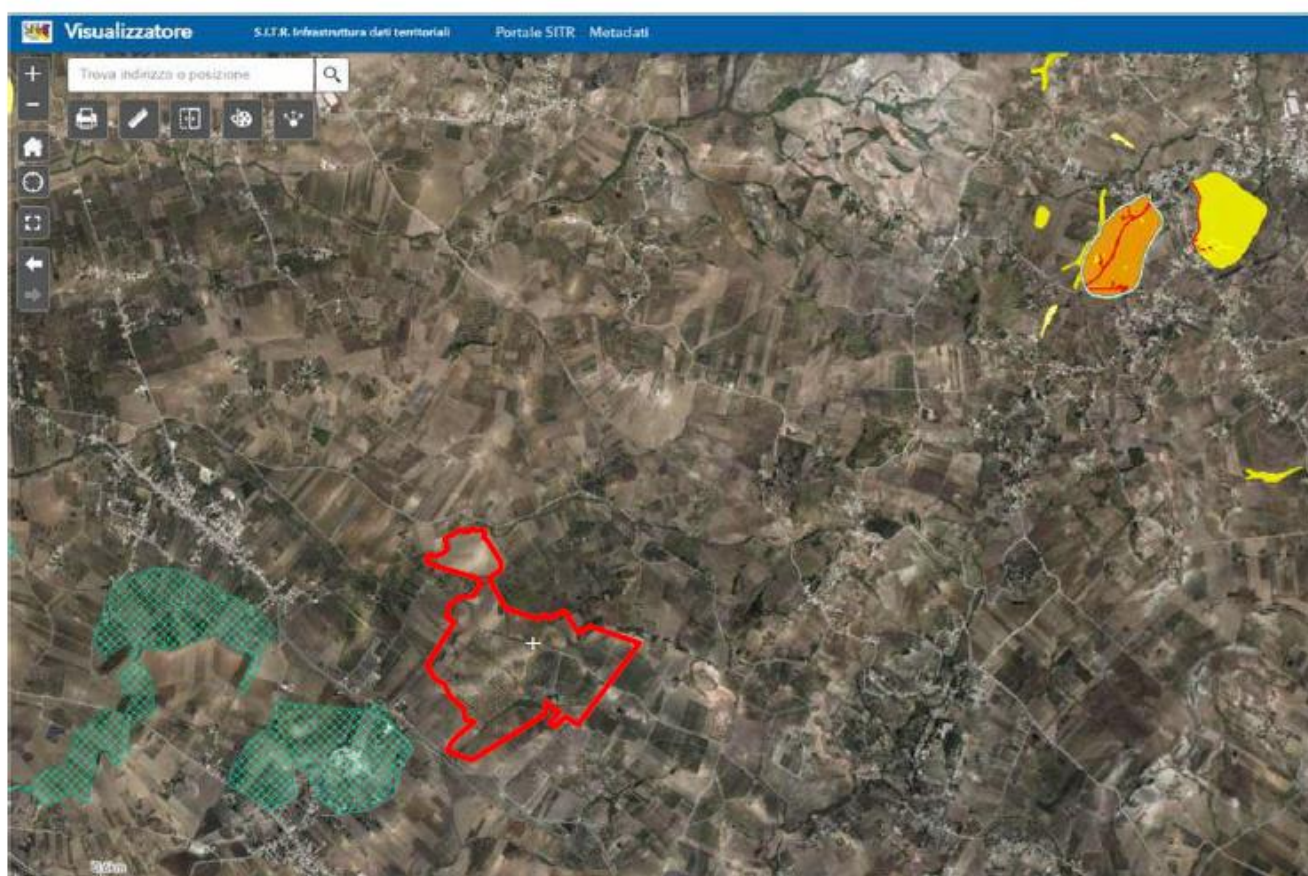 Visualizzatore
S.I.T.R. Infrastruttura dati territoriali
Portale SITR
Metadati
Trova indirizzo o posizione